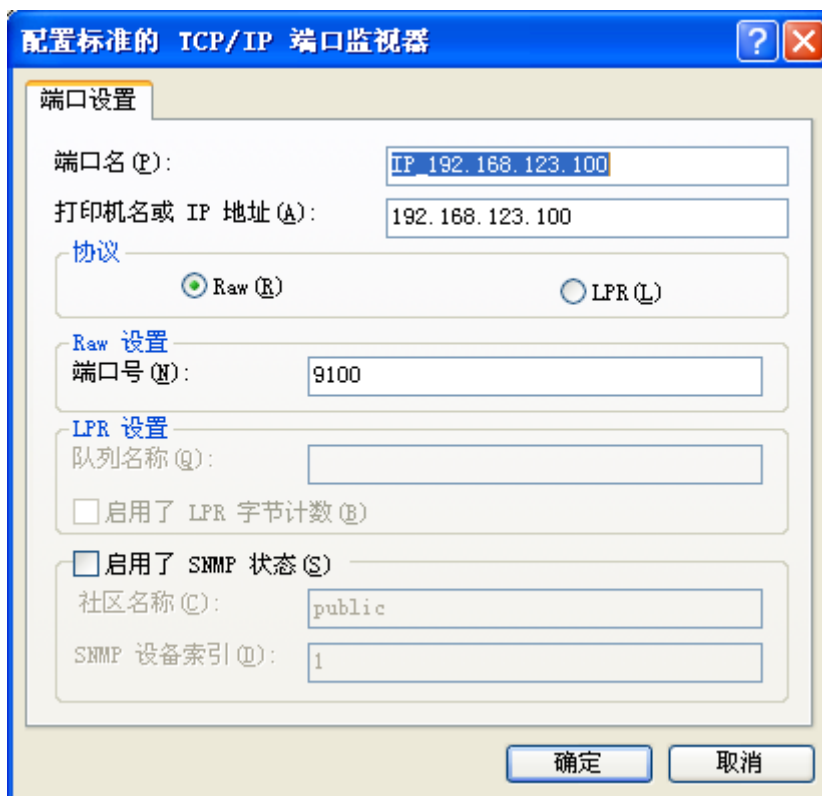 配置标准的 TCP/IP 端口监视器
端口设置
端口名(P): IP_192.168.123.100
打印机名或 IP 地址(A): 192.168.123.100
协议
Raw(R) LPR(L)
Raw 设置
端口号(N): 9100
LPR 设置
队列名称(Q):
启用了 LPR 字节计数(B)
启用了 SNMP 状态(S)
社区名称(C): public
SNMP 设备索引(D): 1
确定 取消